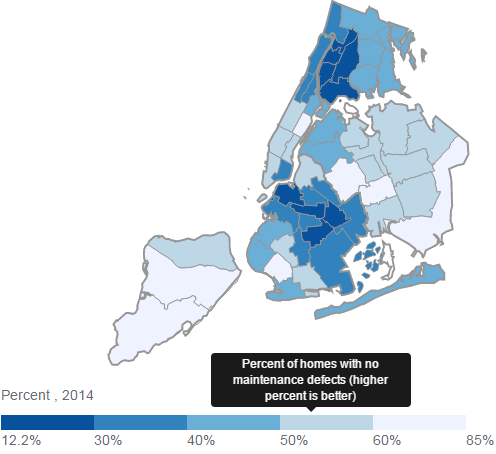 Percent of homes with no
maintenance defects (higher
percent is better)
Percent , 2014
12.2% 30% 40% 50% 60% 85%